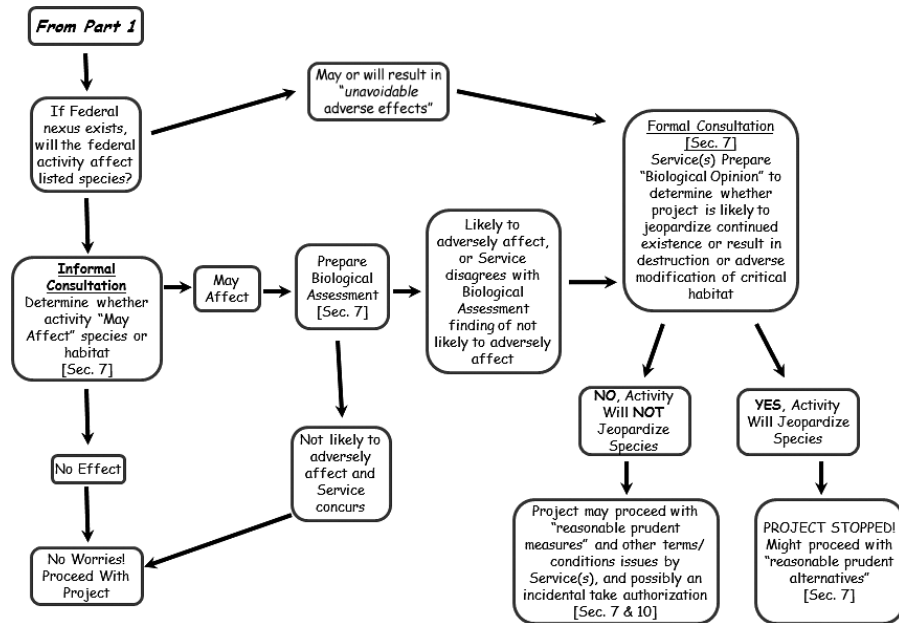 From Part 1
If Federal
nexus exists,
will the federal
activity affect
listed species?
May or will result in
"unavoidable
adverse effects"
Formal Consultation
[Sec. 7]
Service(s) Prepare
"Biological Opinion" to
determine whether
project is likely to
jeopardize continued
existence or result in
destruction or adverse
modification of critical
habitat
Informal
Consultation
Determine whether
activity "May
Affect" species or
habitat
[Sec. 7]
May
Affect
Prepare
Biological
Assessment
[Sec. 7]
Likely to
adversely affect,
or Service
disagrees with
Biological
Assessment
finding of not
likely to adversely
affect
No Effect
Not likely to
adversely
affect and
Service
concurs
No Worries!
Proceed With
Project
NO, Activity
Will NOT
Jeopardize
Species
YES, Activity
Will Jeopardize
Species
Project may proceed with
"reasonable prudent
measures" and other terms/
conditions issues by
Service(s), and possibly an
incidental take authorization
[Sec. 7 & 10]
PROJECT STOPPED!
Might proceed with
"reasonable prudent
alternatives"
[Sec. 7]